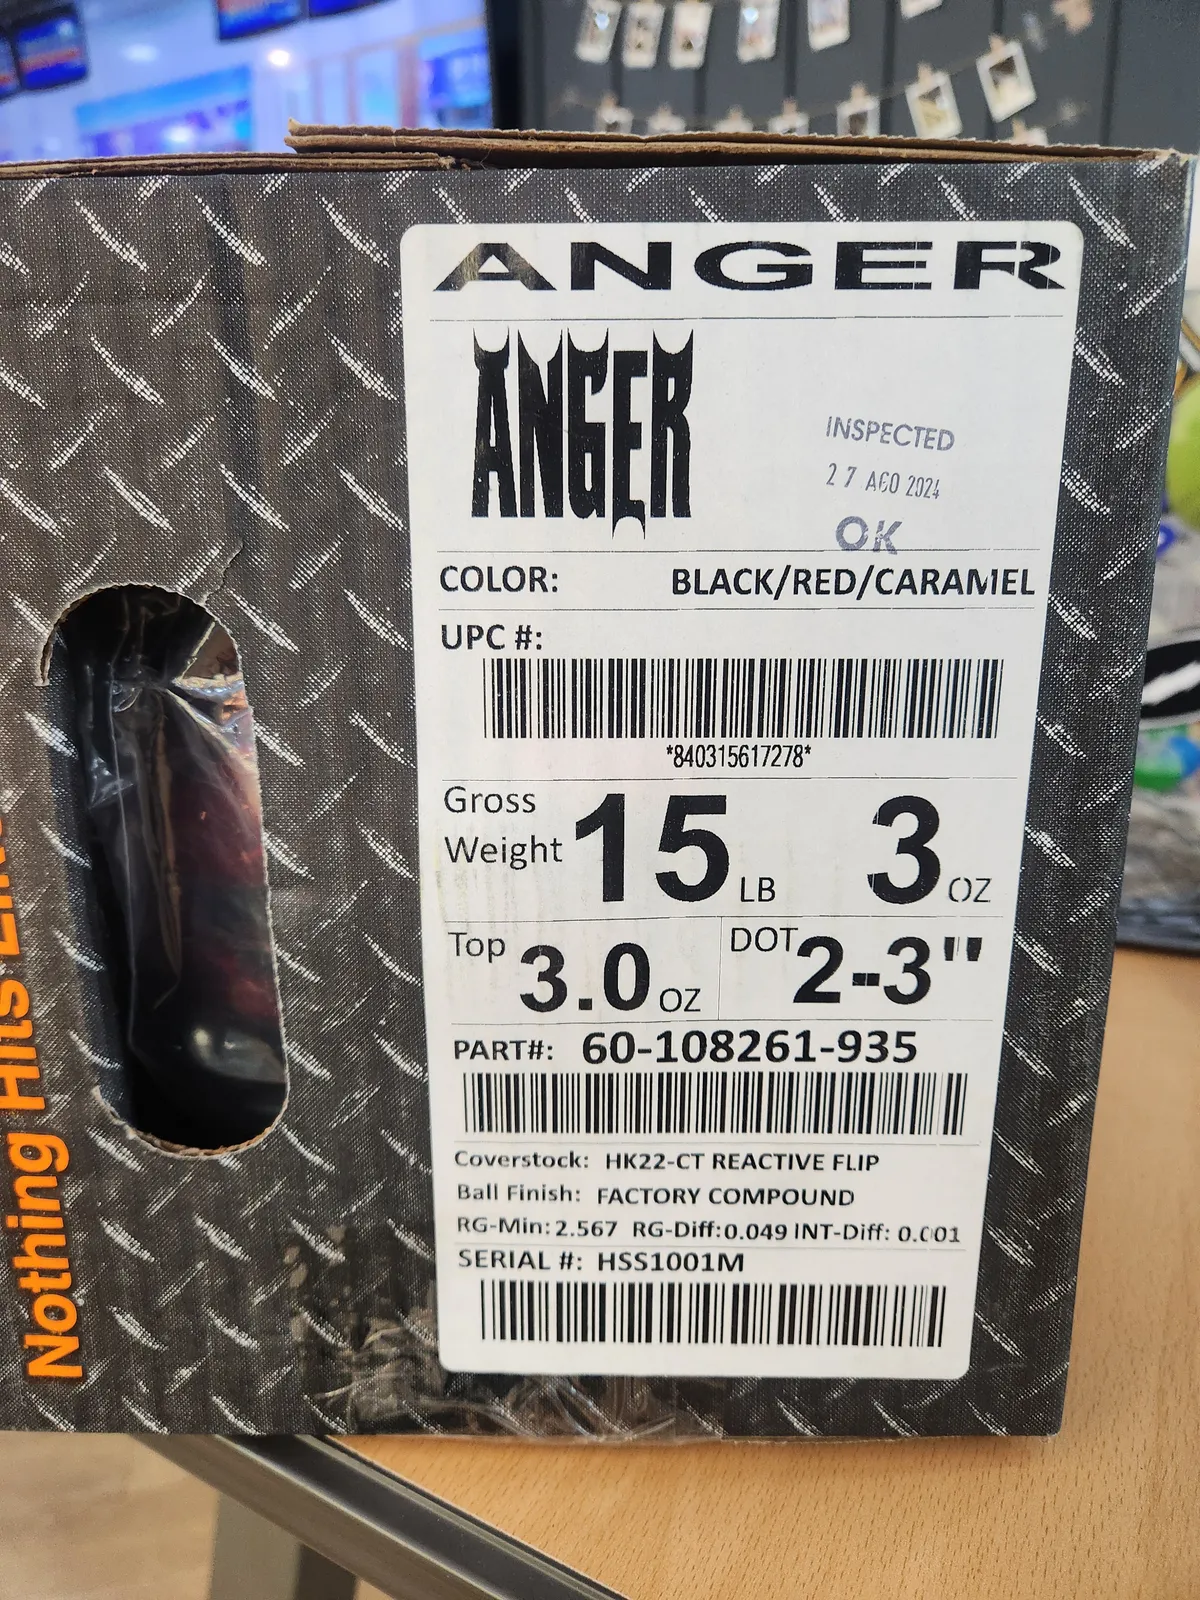 ANGER
ANGER
INSPECTED
27 AGO 2024
OK
COLOR: BLACK/RED/CARAMEL
UPC #:
*840315617278*
Gross Weight 15 LB 3 OZ
Top 3.0 OZ DOT 2-3"
PART#: 60-108261-935
Coverstock: HK22-CT REACTIVE FLIP
Ball Finish: FACTORY COMPOUND
RG-Min: 2.567 RG-Diff: 0.049 INT-Diff: 0.001
SERIAL #: HSS1001M
Nothing Hits Like